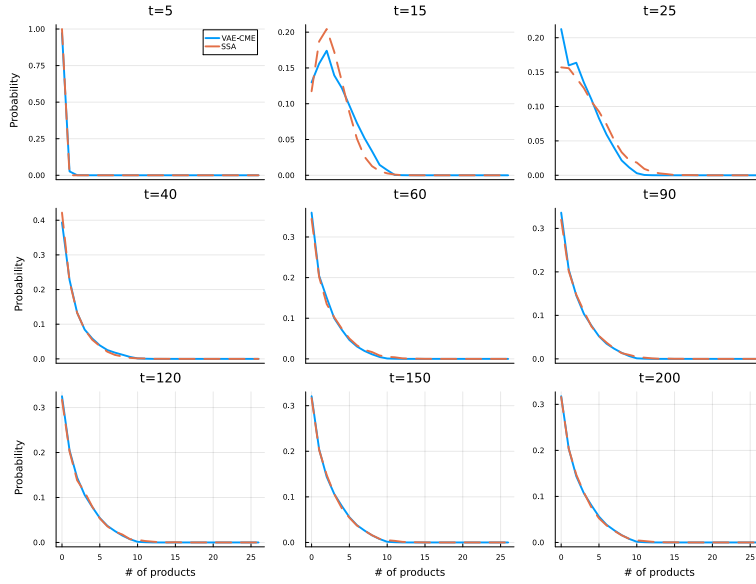 t=5
t=15
t=25
VAE-CME
SSA
Probability
1.00
0.75
0.50
0.25
0.00
0.20
0.15
0.10
0.05
0.00
0.20
0.15
0.10
0.05
0.00
t=40
t=60
t=90
Probability
0.4
0.3
0.2
0.1
0.0
0.3
0.2
0.1
0.0
0.3
0.2
0.1
0.0
t=120
t=150
t=200
Probability
0.3
0.2
0.1
0.0
0.3
0.2
0.1
0.0
0.3
0.2
0.1
0.0
0 5 10 15 20 25
0 5 10 15 20 25
0 5 10 15 20 25
# of products
# of products
# of products